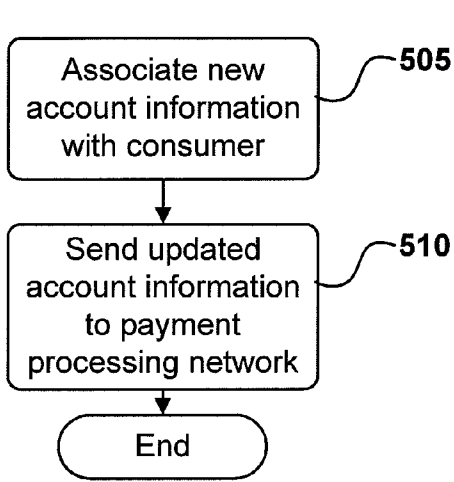 Associate new
account information
with consumer
505
Send updated
account information
to payment
processing network
510
End